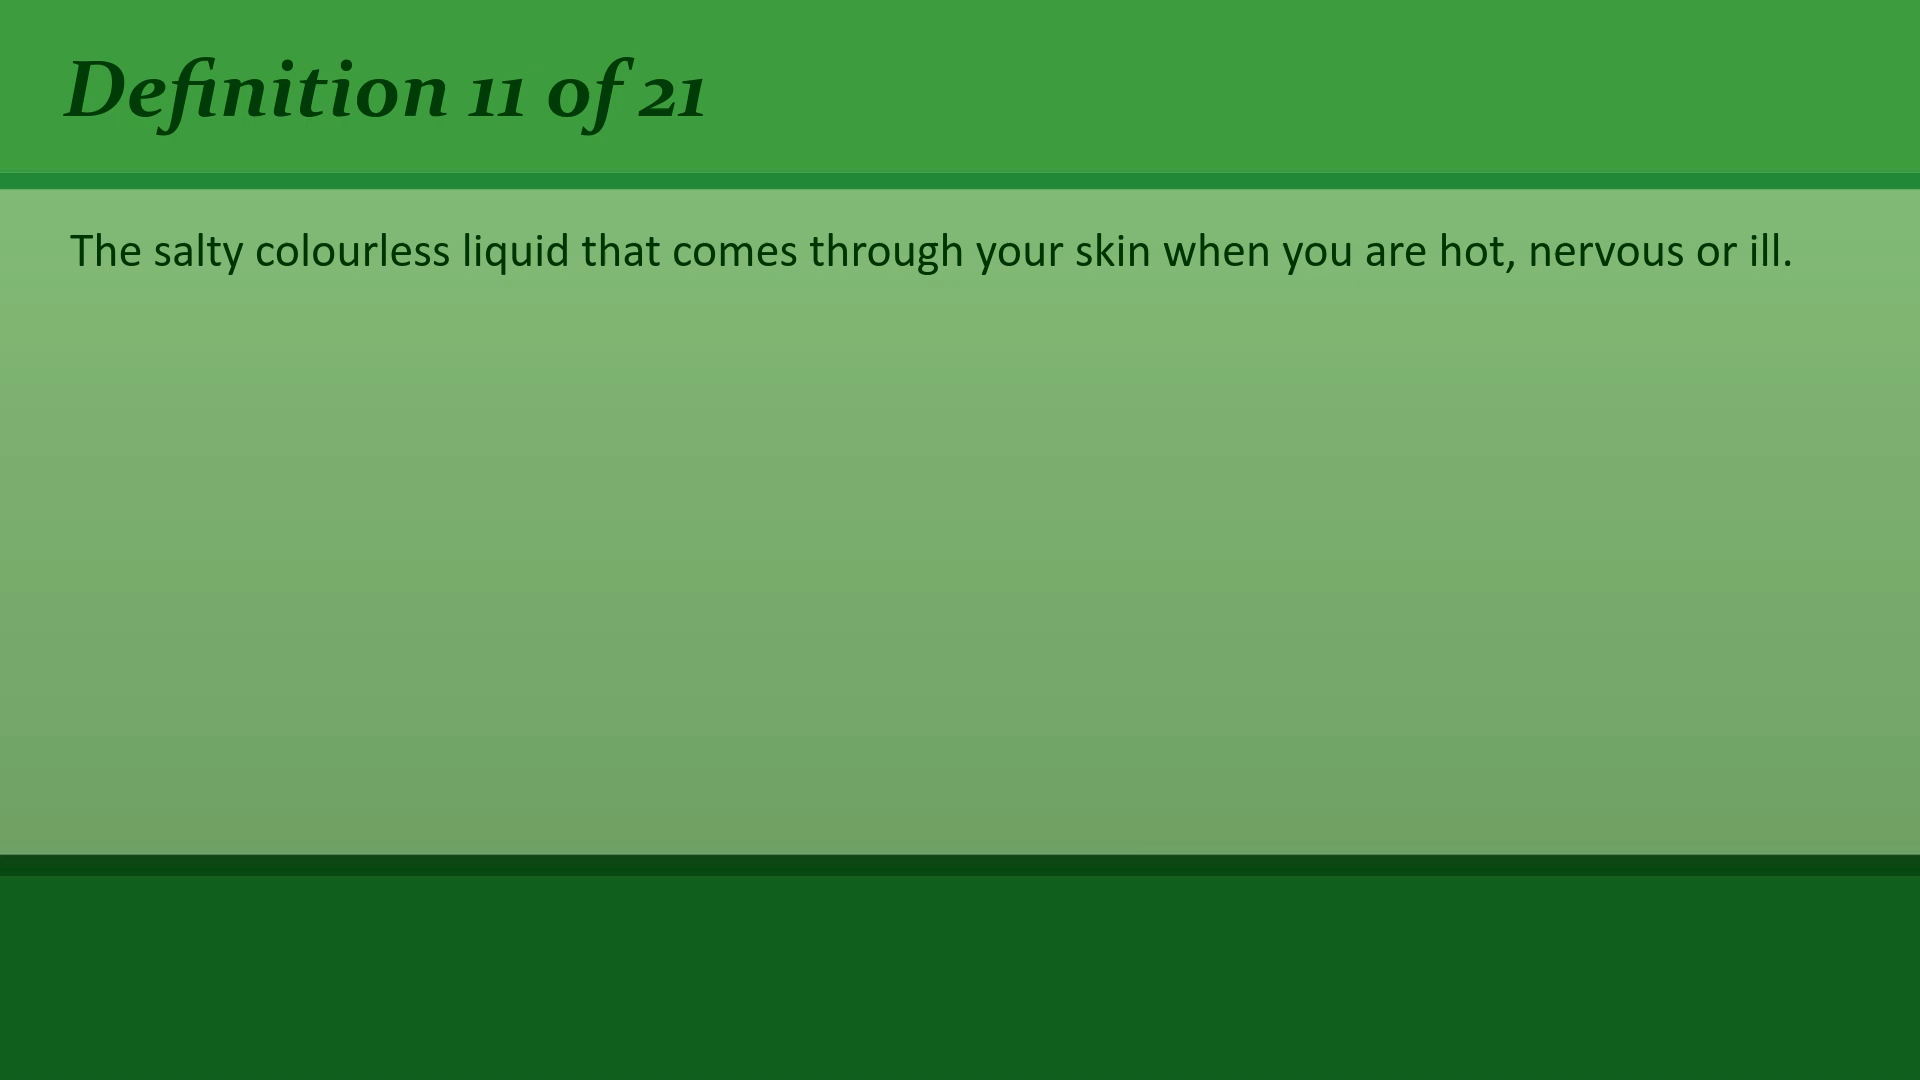 Definition 11 of 21
The salty colourless liquid that comes through your skin when you are hot, nervous or ill.